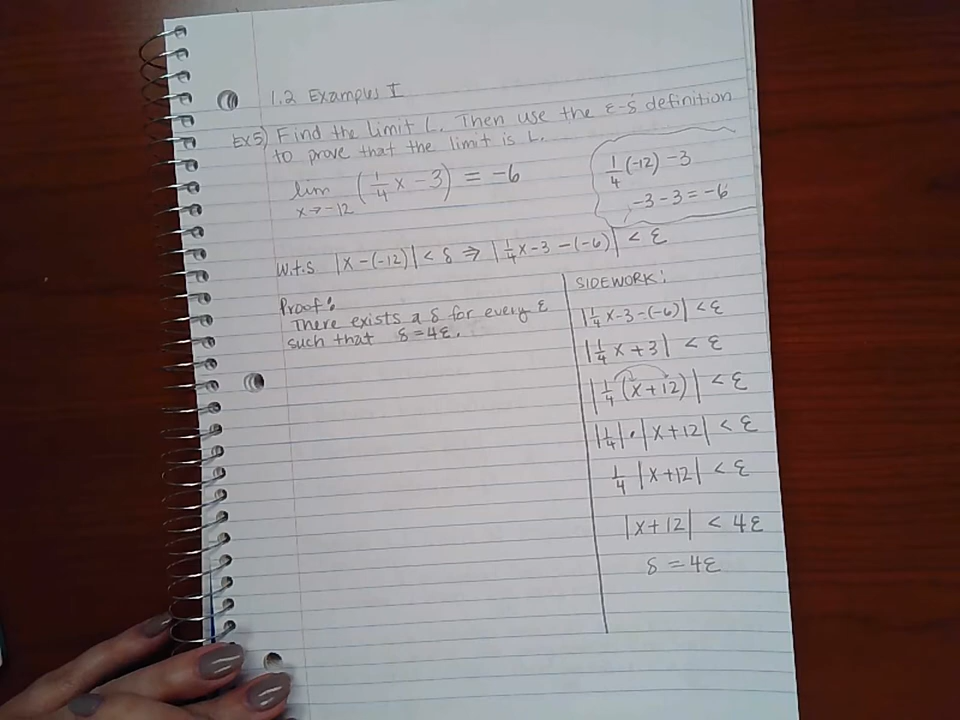 1.2 Examples I
Ex5) Find the limit L. Then use the ε-δ definition
to prove that the limit is L.
lim (1/4 x - 3) = -6
x→-12
1/4 (-12) - 3
-3 - 3 = -6
W.t.s |x-(-12)| < δ ⇒ |1/4 x-3-(-6)| < ε
Proof:
There exists a δ for every ε
such that δ = 4ε.
SIDEWORK:
|1/4 x-3-(-6)| < ε
|1/4 x + 3| < ε
|1/4 (x+12)| < ε
|1/4| • |x+12| < ε
1/4 |x+12| < ε
|x+12| < 4ε
δ = 4ε